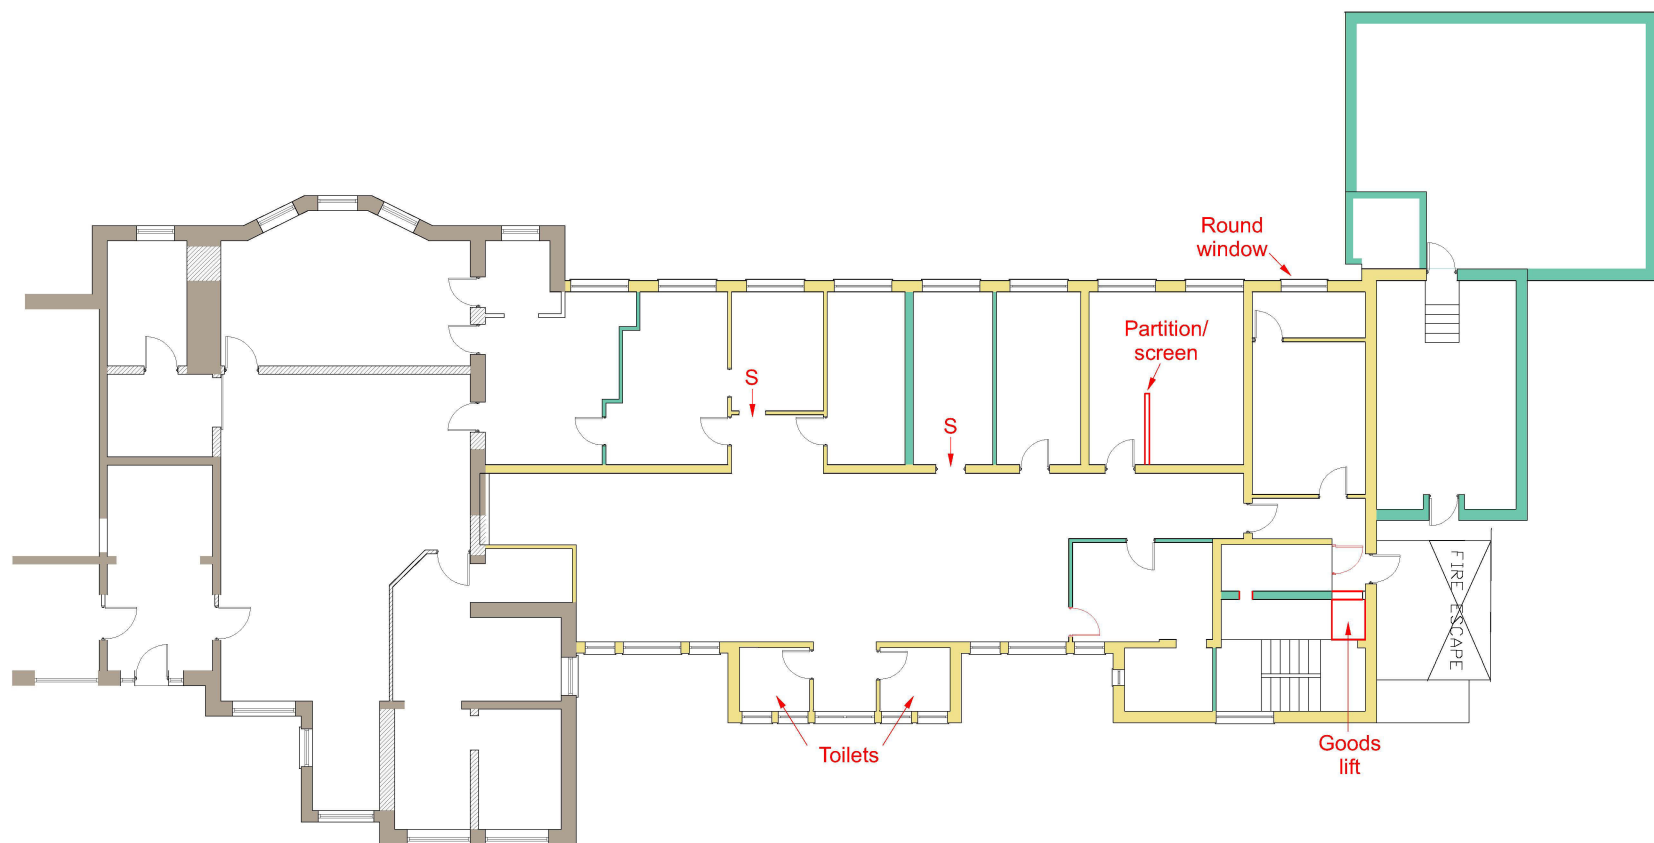 Round
window
Partition/
screen
S
S
FIRE ESCAPE
Toilets
Goods
lift